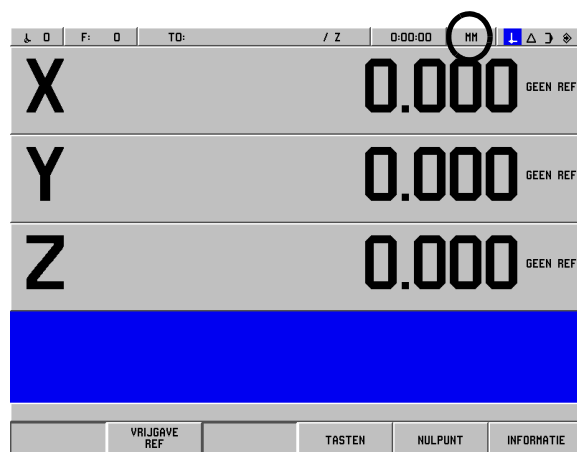 0 F: 0 T0: / Z 0:00:00 MM
X 0.000 GEEN REF
Y 0.000 GEEN REF
Z 0.000 GEEN REF
VRIJGAVE REF TASTEN NULPUNT INFORMATIE